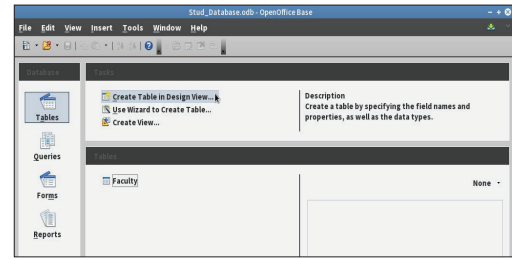 Stud_Database.odb - OpenOffice Base
File Edit View Insert Tools Window Help
Database
Tasks
Tables
Queries
Forms
Reports
Create Table in Design View...
Use Wizard to Create Table...
Create View...
Description
Create a table by specifying the field names and
properties, as well as the data types.
Tables
Faculty
None